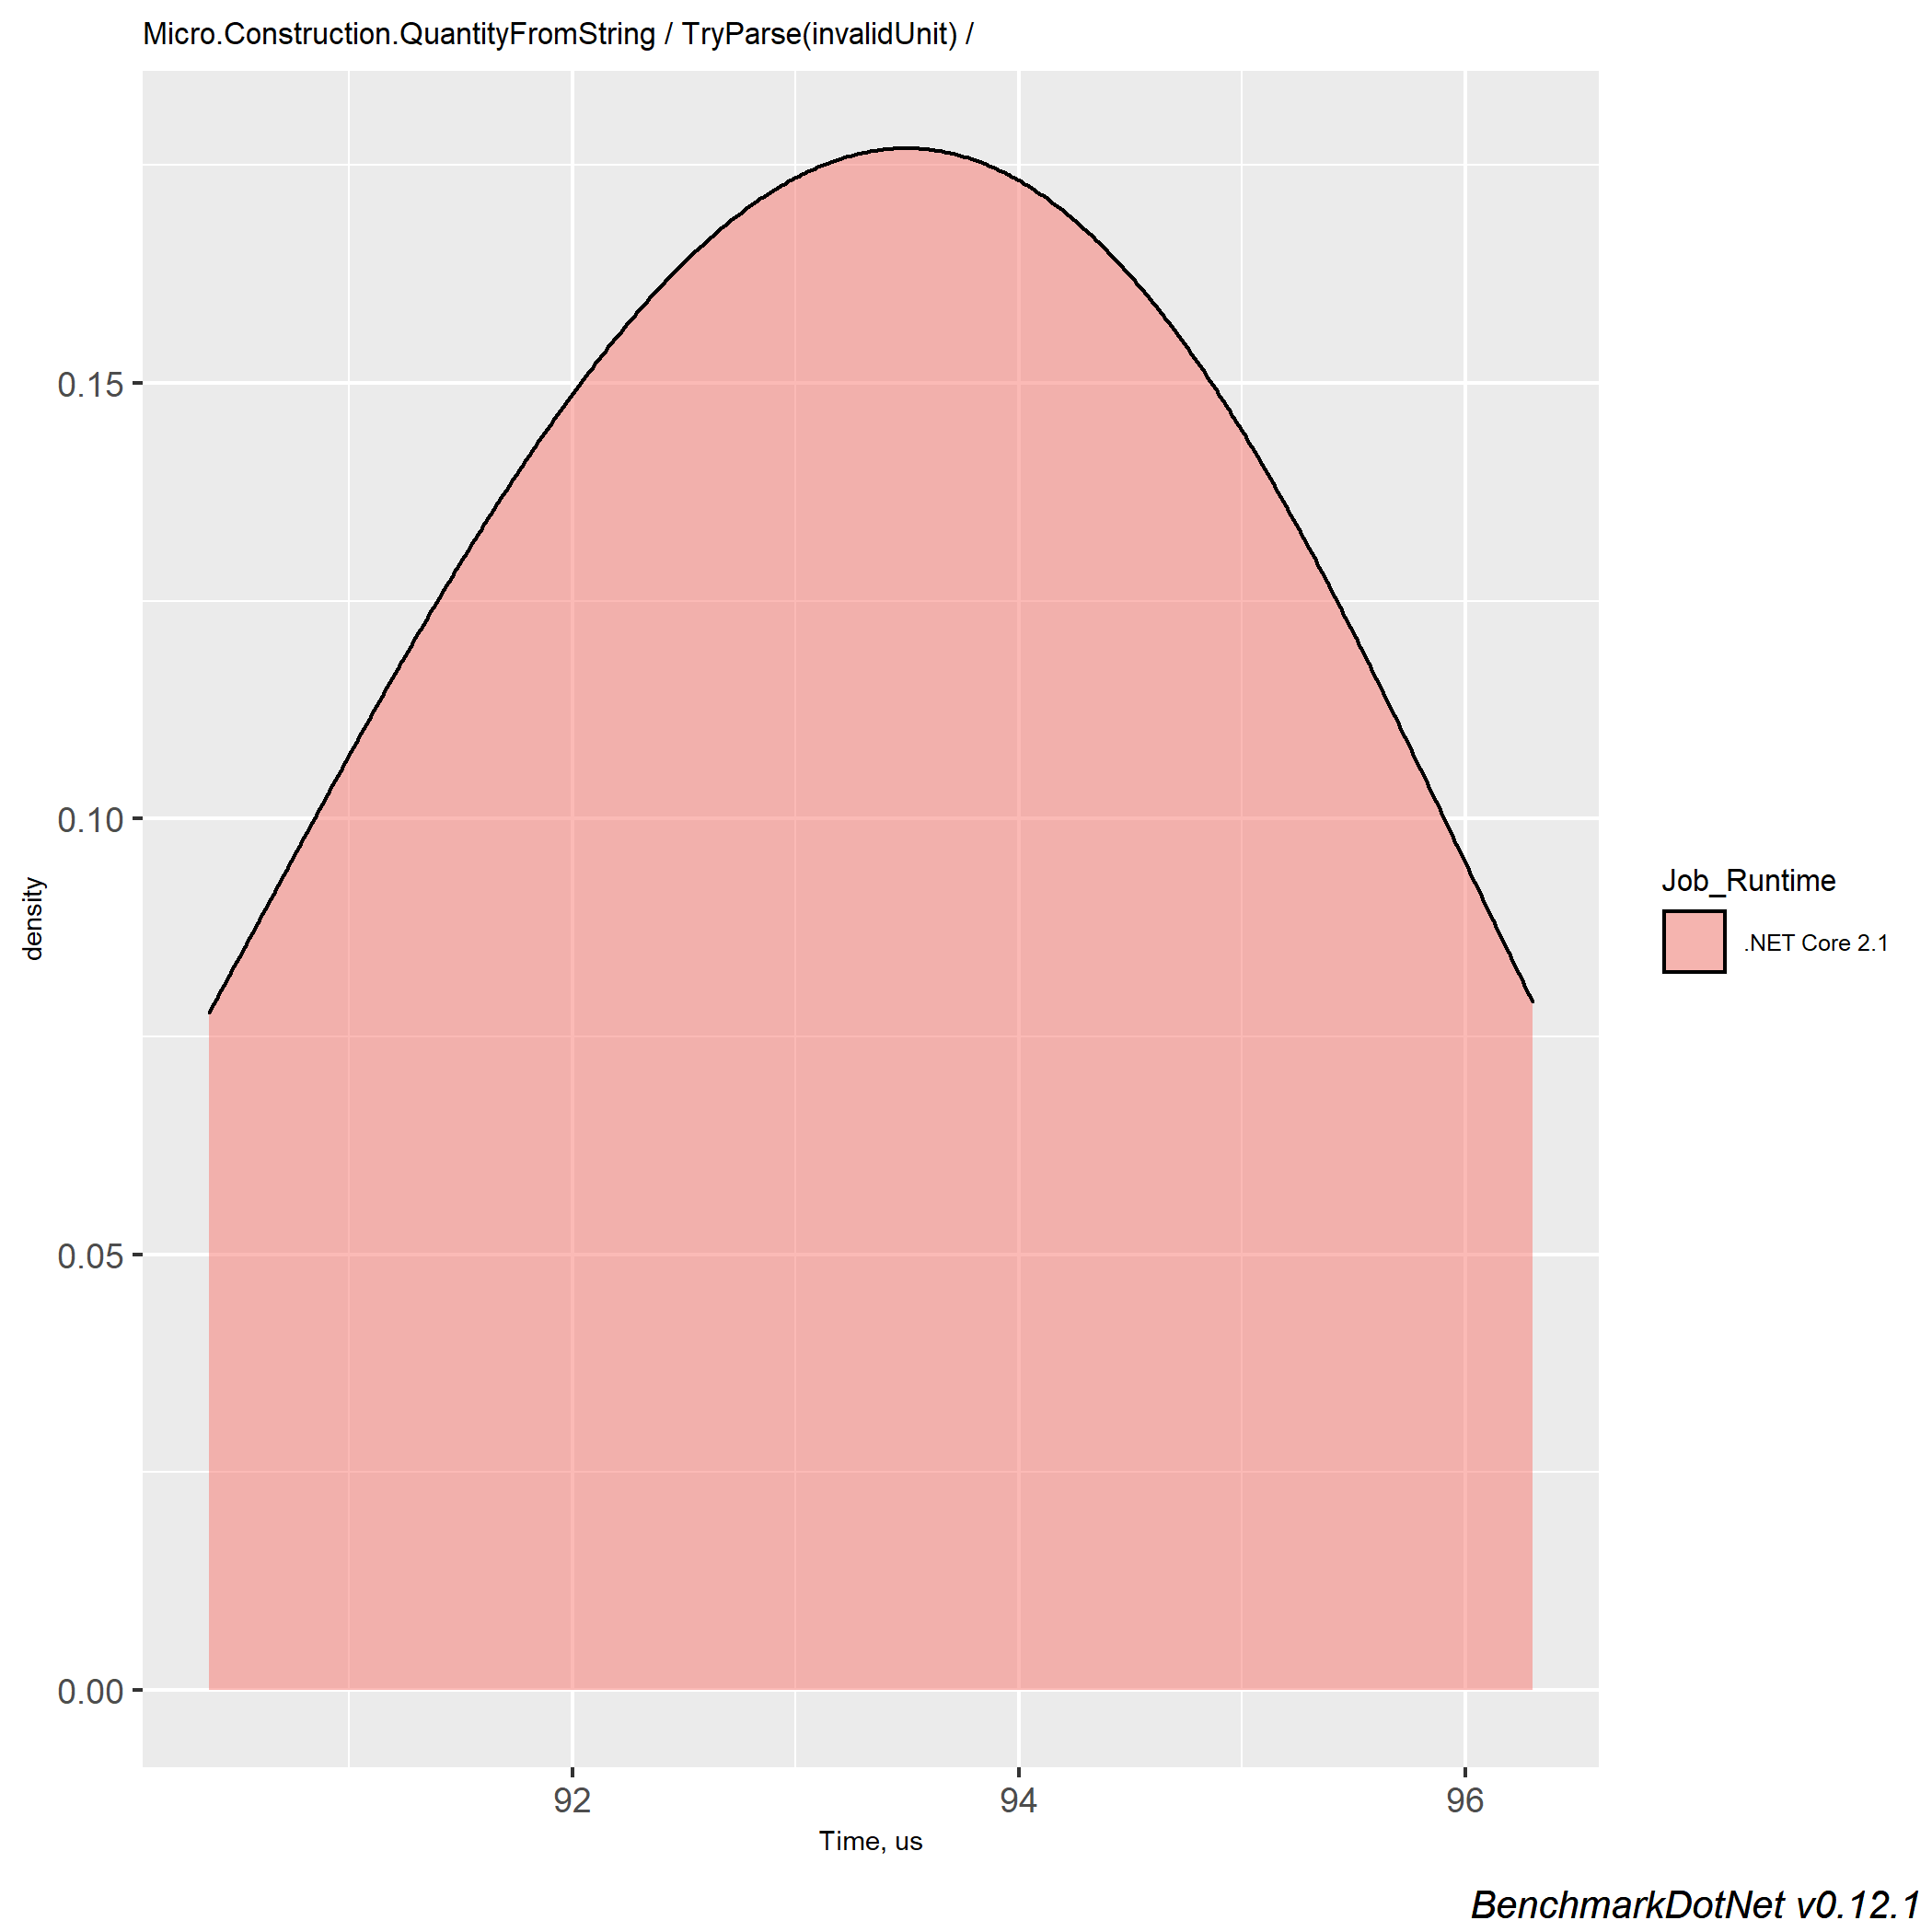 Micro.Construction.QuantityFromString / TryParse(invalidUnit) /
0.15
0.10
0.05
0.00
density
92
94
96
Time, us
Job_Runtime
.NET Core 2.1
BenchmarkDotNet v0.12.1